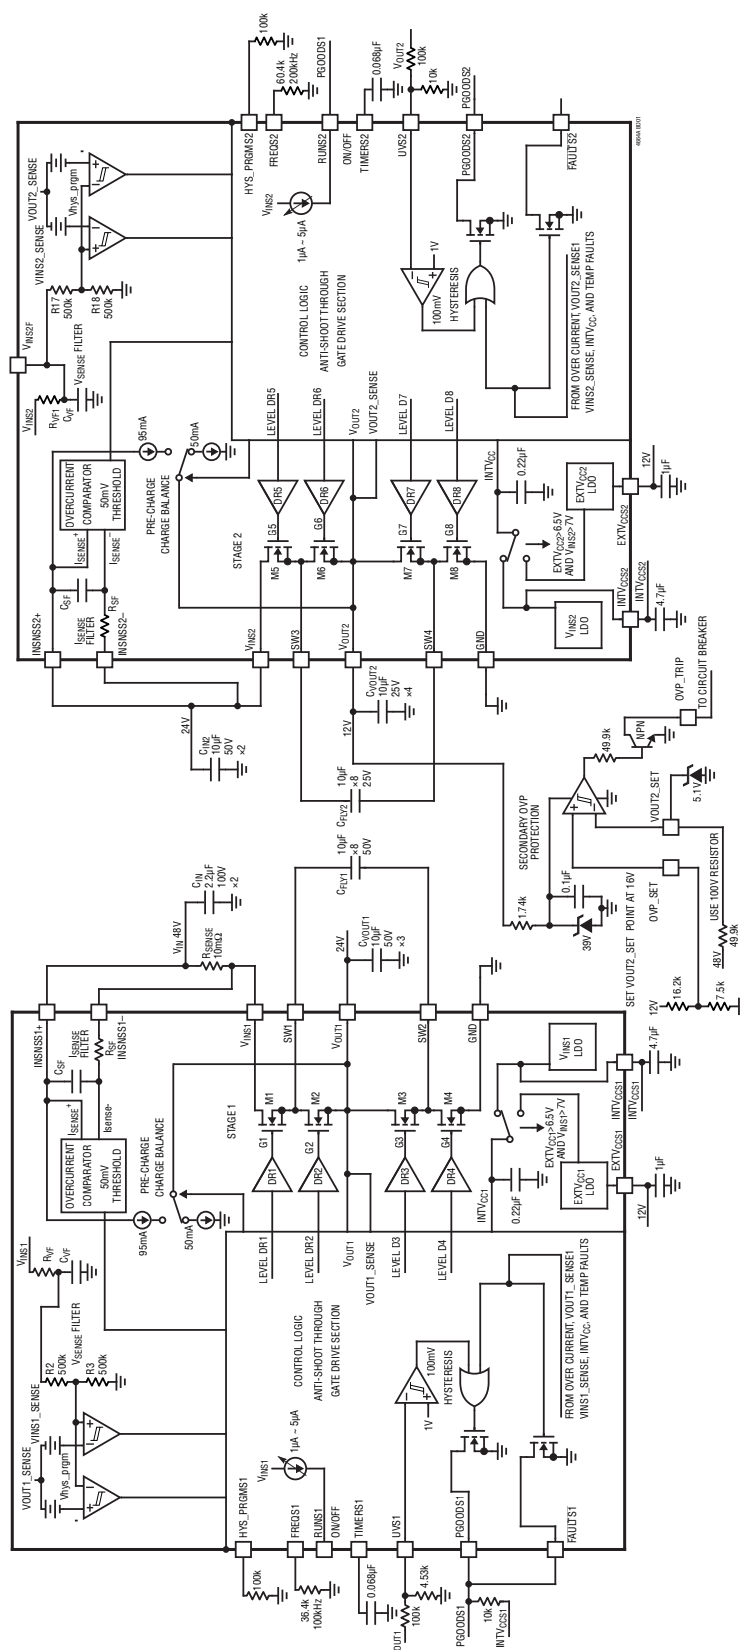 VOUT1_SENSE
VINS1_SENSE
Vhys_prgm
R2
500k
R3
500k
VINS1
RVF
CVF
VSENSE FILTER
OVERCURRENT
COMPARATOR
50mV
THRESHOLD
ISENSE+
Isense-
CSF
ISENSE
FILTER
RSF
INSNSS1+
INSNSS1–
95mA
50mA
PRE-CHARGE
CHARGE BALANCE
STAGE 1
VIN 48V
CIN
2.2µF
100V
×2
RSENSE
10mΩ
HYS_PRGMS1
100k
FREQS1
36.4k
100kHz
RUNS1
ON/OFF
TIMERS1
0.068µF
UVS1
4.53k
100k
OUT1
PGOODS1
PGOODS1
10k
INTVCCS1
FAULTS1
VINS1
1µA ~ 5µA
CONTROL LOGIC
ANTI-SHOOT THROUGH
GATE DRIVE SECTION
1V
100mV
HYSTERESIS
FROM OVER CURRENT, VOUT1_SENSE1
VINS1_SENSE, INTVCC, AND TEMP FAULTS
LEVEL DR1
LEVEL DR2
VOUT1
VOUT1_SENSE
LEVEL D3
LEVEL D4
DR1
DR2
DR3
DR4
G1
G2
G3
G4
M1
M2
M3
M4
VINS1
SW1
VOUT1
SW2
GND
INTVCC1
0.22µF
EXTVCC1>6.5V
AND VINS1>7V
EXTVCC1
LDO
VINS1
LDO
EXTVCCS1
INTVCCS1
INTVCCS1
4.7µF
12V
1µF
24V
CVOUT1
10µF
50V
×3
CFLY1
10µF
×8
50V
CFLY2
10µF
×8
25V
24V
CIN2
10µF
50V
×2
12V
CVOUT2
10µF
25V
×4
SECONDARY OVP
PROTECTION
1.74k
0.1µF
39V
SET VOUT2_SET POINT AT 16V
OVP_SET
12V
16.2k
7.5k
48V
USE 100V RESISTOR
49.9k
VOUT2_SET
5.1V
49.9k
NPN
OVP_TRIP
TO CIRCUIT BREAKER
INSNSS2+
INSNSS2–
CSF
ISENSE
FILTER
RSF
ISENSE+
ISENSE–
OVERCURRENT
COMPARATOR
50mV
THRESHOLD
VINS2
RVF1
CVF
VSENSE FILTER
VINS2F
R17
500k
R18
500k
VINS2_SENSE
VOUT2_SENSE
Vhys_prgm
95mA
50mA
PRE-CHARGE
CHARGE BALANCE
STAGE 2
VINS2
SW3
VOUT2
SW4
GND
M5
M6
M7
M8
G5
G6
G7
G8
DR5
DR6
DR7
DR8
LEVEL DR5
LEVEL DR6
VOUT2
VOUT2_SENSE
LEVEL D7
LEVEL D8
CONTROL LOGIC
ANTI-SHOOT THROUGH
GATE DRIVE SECTION
VINS2
1µA ~ 5µA
1V
100mV
HYSTERESIS
FROM OVER CURRENT, VOUT2_SENSE1
VINS2_SENSE, INTVCC, AND TEMP FAULTS
INTVCC
0.22µF
EXTVCC2>6.5V
AND VINS2>7V
EXTVCC2
LDO
VINS2
LDO
EXTVCCS2
INTVCCS2
INTVCCS2
4.7µF
12V
1µF
HYS_PRGMS2
100k
FREQS2
60.4k
200kHz
RUNS2
PGOODS1
ON/OFF
TIMERS2
0.068µF
UVS2
VOUT2
100k
10k
PGOODS2
PGOODS2
FAULTS2